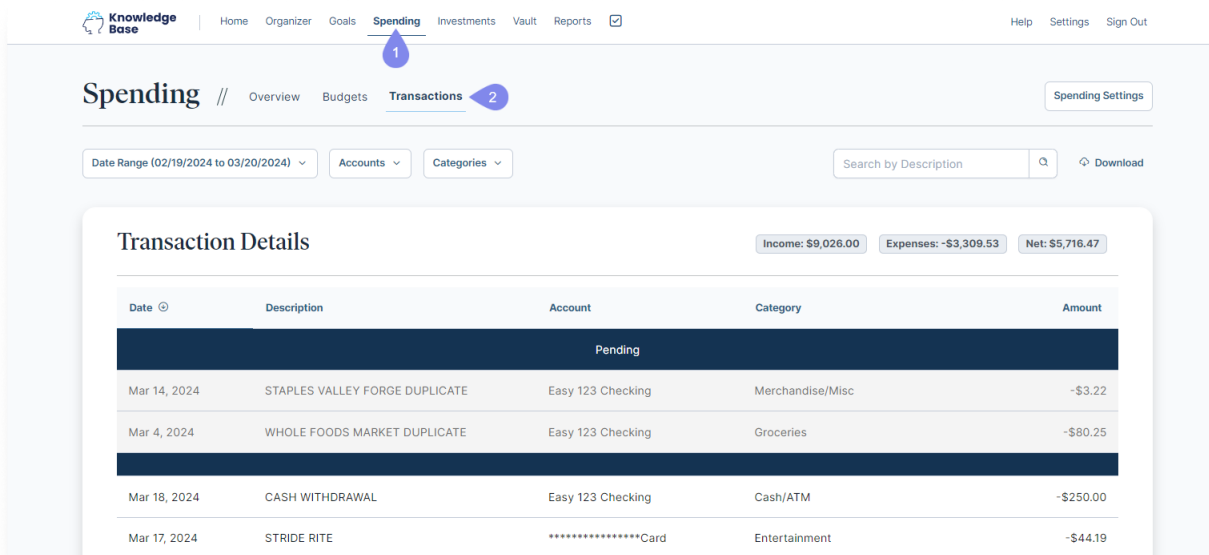 Knowledge Base Home Organizer Goals Spending Investments Vault Reports Help Settings Sign Out
1
Spending // Overview Budgets Transactions 2 Spending Settings
Date Range (02/19/2024 to 03/20/2024) Accounts Categories Search by Description Download
Transaction Details Income: $9,026.00 Expenses: -$3,309.53 Net: $5,716.47
Date Description Account Category Amount
Pending
Mar 14, 2024 STAPLES VALLEY FORGE DUPLICATE Easy 123 Checking Merchandise/Misc -$3.22
Mar 4, 2024 WHOLE FOODS MARKET DUPLICATE Easy 123 Checking Groceries -$80.25
Mar 18, 2024 CASH WITHDRAWAL Easy 123 Checking Cash/ATM -$250.00
Mar 17, 2024 STRIDE RITE ****************Card Entertainment -$44.19